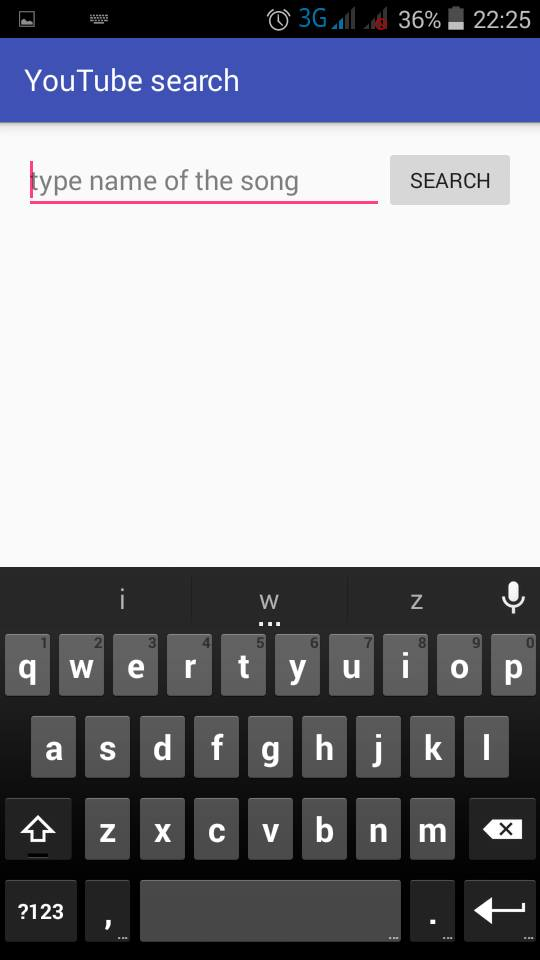 3G 36% 22:25
YouTube search
type name of the song SEARCH
i w z
1 2 3 4 5 6 7 8 9 0
q w e r t y u i o p
a s d f g h j k l
z x c v b n m
?123 , .